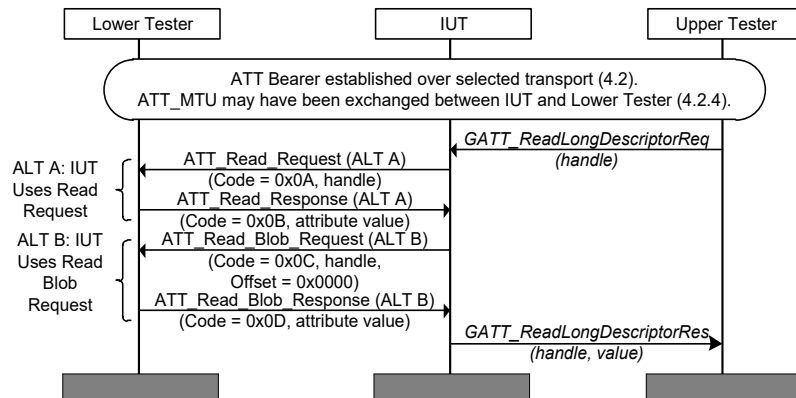 Lower Tester
IUT
Upper Tester
ATT Bearer established over selected transport (4.2).
ATT_MTU may have been exchanged between IUT and Lower Tester (4.2.4).
GATT_ReadLongDescriptorReq
(handle)
ALT A: IUT
Uses Read
Request
ATT_Read_Request (ALT A)
(Code = 0x0A, handle)
ATT_Read_Response (ALT A)
(Code = 0x0B, attribute value)
ALT B: IUT
Uses Read
Blob
Request
ATT_Read_Blob_Request (ALT B)
(Code = 0x0C, handle,
Offset = 0x0000)
ATT_Read_Blob_Response (ALT B)
(Code = 0x0D, attribute value)
GATT_ReadLongDescriptorRes
(handle, value)